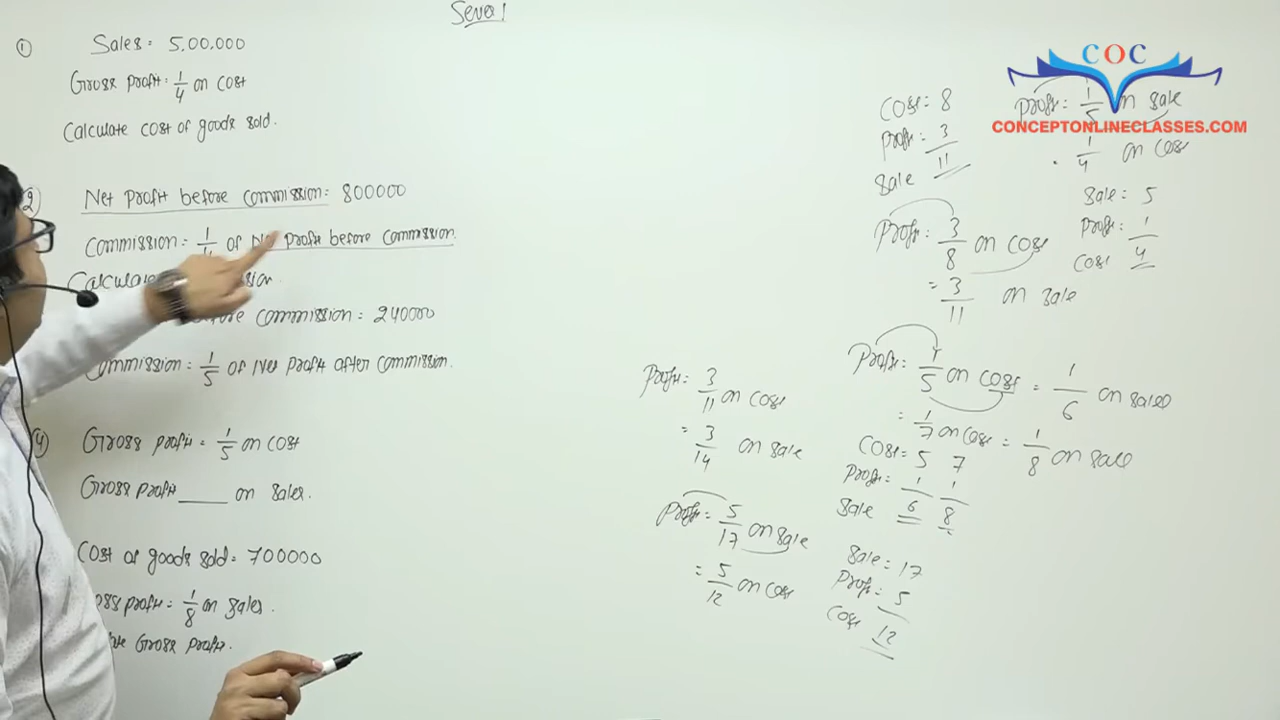 Seva 1
① Sales = 5,00,000
Gross Profit = 1/4 on cost
Calculate cost of goods sold.
② Net Profit before commission = 800000
Commission = 1/4 of Profit before commission.
before commission = 240000
Commission = 1/5 of Net Profit after commission.
④ Gross profit = 1/5 on cost
Gross profit ____ on sales.
Cost of goods sold = 700000
profit = 1/8 on sales.
Gross profit.
Profit = 3/11 on cost
= 3/14 on sale
Profit = 5/17 on sale
= 5/12 on cost
Cost = 8
Profit = 3
Sale 11
Profit = 3/8 on cost
= 3/11 on sale
Profit = 1/5 on cost = 1/6 on sales
= 1/7 on cost = 1/8 on sale
Cost = 5 7
Profit = 1 1
Sale 6 8
Sale = 17
Profit = 5
Cost 12
COC
CONCEPTONLINECLASSES.COM
Profit = 1/5 on sale
1/4 on cost
Sale = 5
Profit = 1
Cost 4